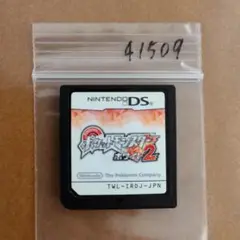 41509
NINTENDO DS
ポケットモンスター
ホワイト2
Nintendo
The Pokémon Company
TWL-IRDJ-JPN